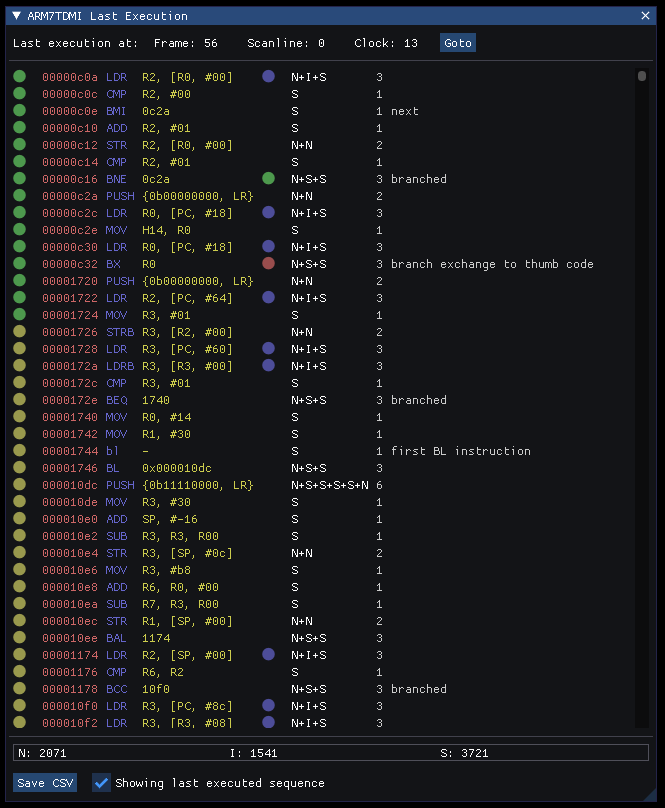 ARM7TDMI Last Execution
Last execution at: Frame: 56 Scanline: 0 Clock: 13 Goto
00000c0a LDR R2, [R0, #00] N+I+S 3
00000c0c CMP R2, #00 S 1
00000c0e BMI 0c2a S 1 next
00000c10 ADD R2, #01 S 1
00000c12 STR R2, [R0, #00] N+N 2
00000c14 CMP R2, #01 S 1
00000c16 BNE 0c2a N+S+S 3 branched
00000c2a PUSH {0b00000000, LR} N+N 2
00000c2c LDR R0, [PC, #18] N+I+S 3
00000c2e MOV H14, R0 S 1
00000c30 LDR R0, [PC, #18] N+I+S 3
00000c32 BX R0 N+S+S 3 branch exchange to thumb code
00001720 PUSH {0b00000000, LR} N+N 2
00001722 LDR R2, [PC, #64] N+I+S 3
00001724 MOV R3, #01 S 1
00001726 STRB R3, [R2, #00] N+N 2
00001728 LDR R3, [PC, #60] N+I+S 3
0000172a LDRB R3, [R3, #00] N+I+S 3
0000172c CMP R3, #01 S 1
0000172e BEQ 1740 N+S+S 3 branched
00001740 MOV R0, #14 S 1
00001742 MOV R1, #30 S 1
00001744 bl - S 1 first BL instruction
00001746 BL 0x000010dc N+S+S 3
000010dc PUSH {0b11110000, LR} N+S+S+S+S+N 6
000010de MOV R3, #30 S 1
000010e0 ADD SP, #-16 S 1
000010e2 SUB R3, R3, R00 S 1
000010e4 STR R3, [SP, #0c] N+N 2
000010e6 MOV R3, #b8 S 1
000010e8 ADD R6, R0, #00 S 1
000010ea SUB R7, R3, R00 S 1
000010ec STR R1, [SP, #00] N+N 2
000010ee BAL 1174 N+S+S 3
00001174 LDR R2, [SP, #00] N+I+S 3
00001176 CMP R6, R2 S 1
00001178 BCC 10f0 N+S+S 3 branched
000010f0 LDR R3, [PC, #8c] N+I+S 3
000010f2 LDR R3, [R3, #08] N+I+S 3
N: 2071 I: 1541 S: 3721
Save CSV Showing last executed sequence